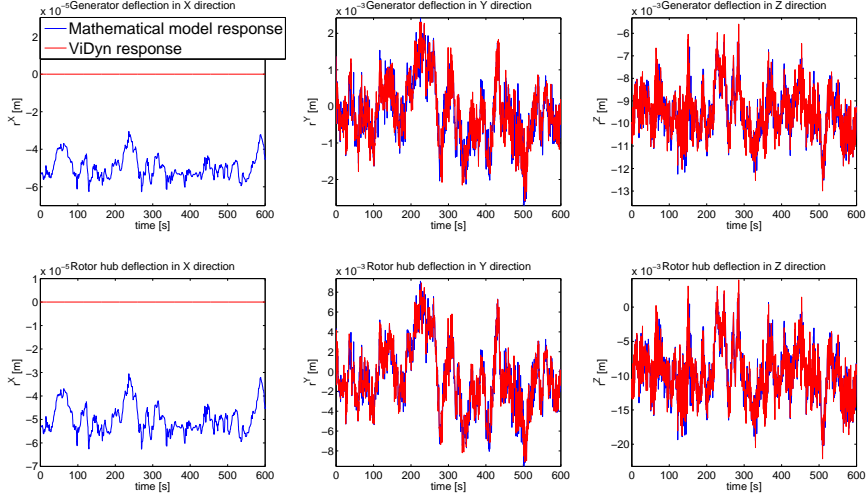 x 10⁻⁵ Generator deflection in X direction
Mathematical model response
ViDyn response
0
−2
−4
−6
r^X [m]
0 100 200 300 400 500 600
time [s]
x 10⁻³ Generator deflection in Y direction
2
1
0
−1
−2
r^Y [m]
0 100 200 300 400 500 600
time [s]
x 10⁻³ Generator deflection in Z direction
−6
−7
−8
−9
−10
−11
−12
−13
Z [m]
0 100 200 300 400 500 600
time [s]
x 10⁻⁵ Rotor hub deflection in X direction
1
0
−1
−2
−3
−4
−5
−6
−7
r^X [m]
0 100 200 300 400 500 600
time [s]
x 10⁻³ Rotor hub deflection in Y direction
8
6
4
2
0
−2
−4
−6
−8
r^Y [m]
0 100 200 300 400 500 600
time [s]
x 10⁻³ Rotor hub deflection in Z direction
0
−5
−10
−15
−20
Z [m]
0 100 200 300 400 500 600
time [s]